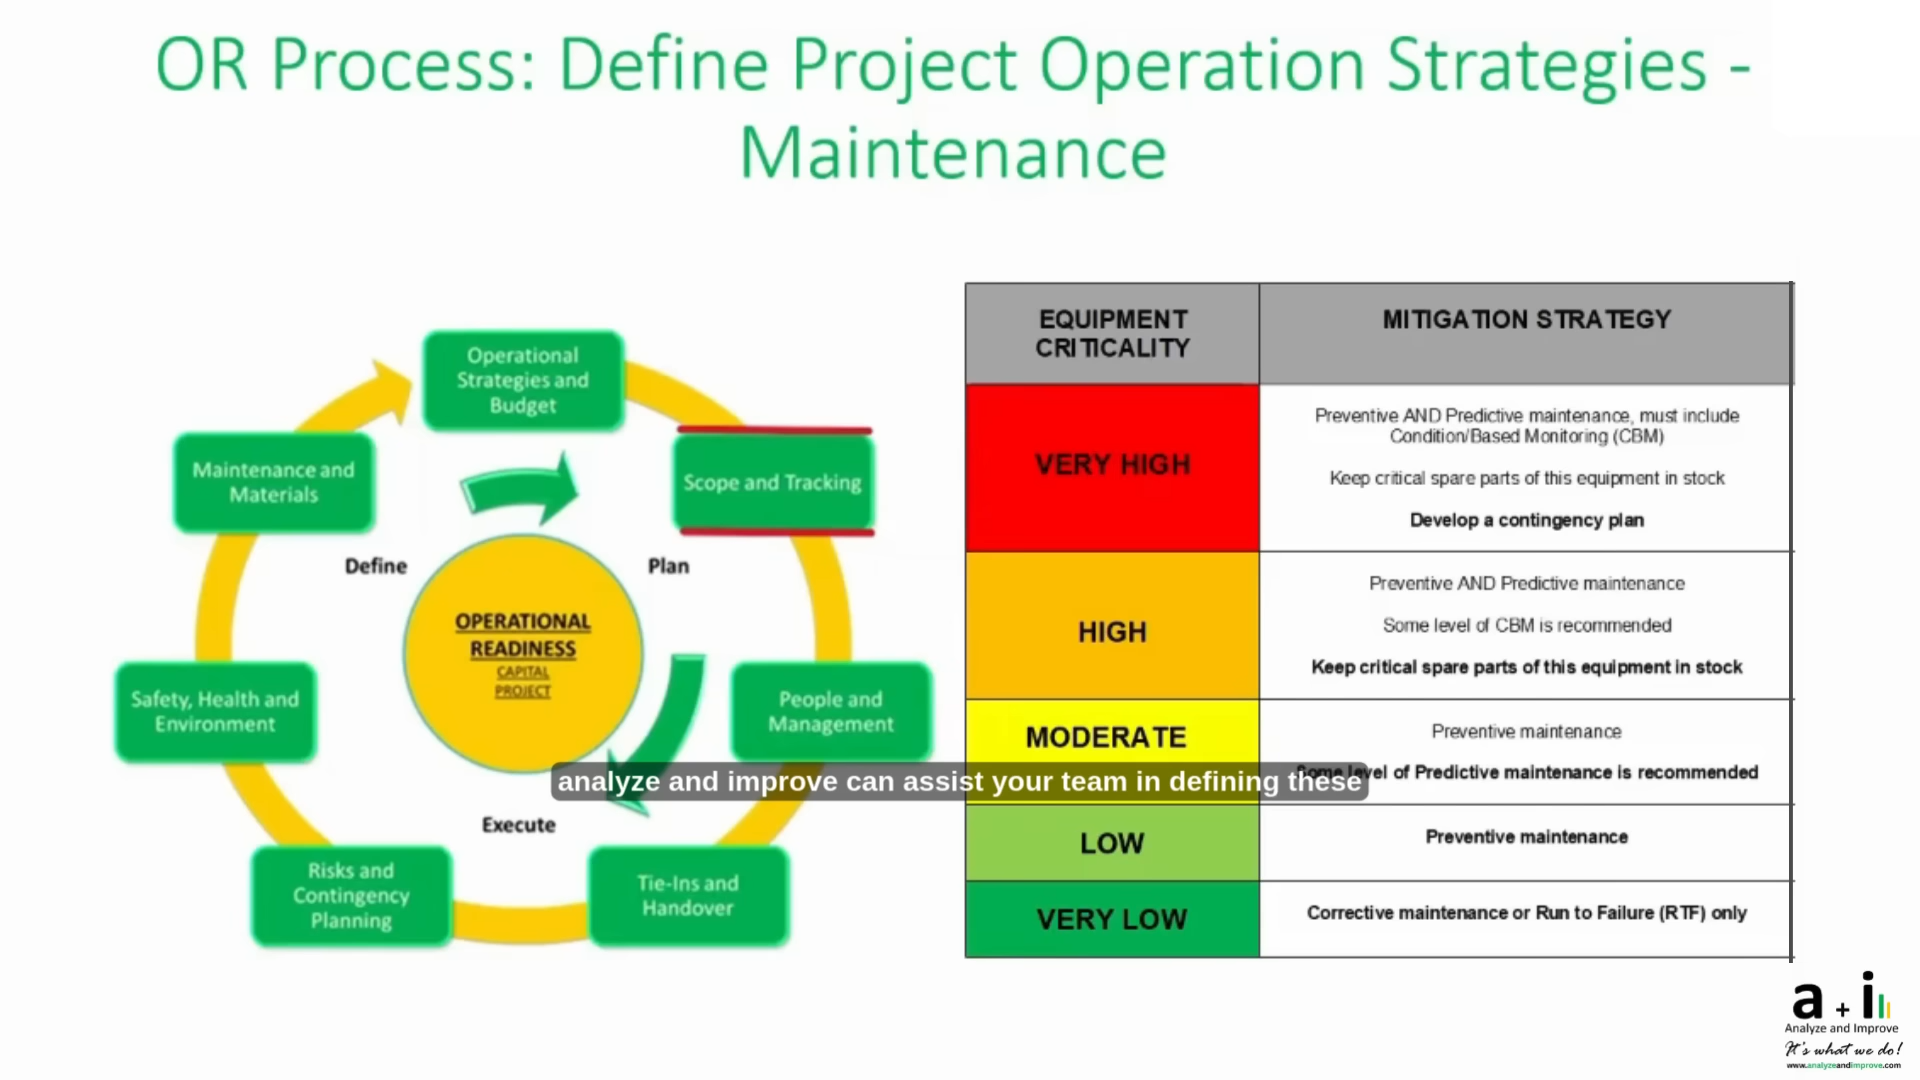 OR Process: Define Project Operation Strategies -
Maintenance
Operational
Strategies and
Budget
Scope and Tracking
People and
Management
Tie-Ins and
Handover
Risks and
Contingency
Planning
Safety, Health and
Environment
Maintenance and
Materials
Define
Plan
Execute
OPERATIONAL
READINESS
CAPITAL
PROJECT
EQUIPMENT
CRITICALITY
MITIGATION STRATEGY
VERY HIGH
Preventive AND Predictive maintenance, must include
Condition/Based Monitoring (CBM)
Keep critical spare parts of this equipment in stock
Develop a contingency plan
HIGH
Preventive AND Predictive maintenance
Some level of CBM is recommended
Keep critical spare parts of this equipment in stock
MODERATE
Preventive maintenance
Some level of Predictive maintenance is recommended
LOW
Preventive maintenance
VERY LOW
Corrective maintenance or Run to Failure (RTF) only
analyze and improve can assist your team in defining these
a + i
Analyze and Improve
It's what we do!
www.analyzeandimprove.com